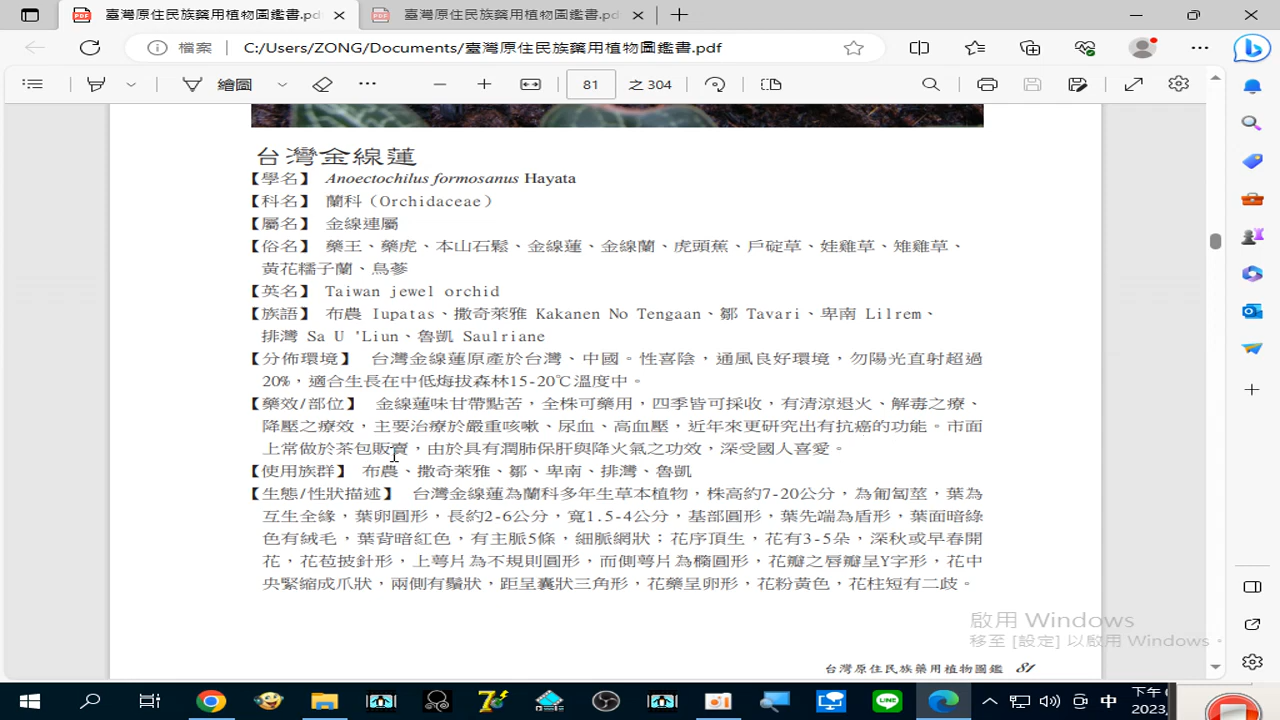 臺灣原住民族藥用植物圖鑑書.pd
臺灣原住民族藥用植物圖鑑書.pd
檔案
C:/Users/ZONG/Documents/臺灣原住民族藥用植物圖鑑書.pdf
繪圖
81 之 304
台灣金線蓮
【學名】 Anoectochilus formosanus Hayata
【科名】 蘭科（Orchidaceae）
【屬名】 金線連屬
【俗名】 藥王、藥虎、本山石鬆、金線蓮、金線蘭、虎頭蕉、戶碇草、娃雞草、雉雞草、
黃花糯子蘭、鳥蔘
【英名】 Taiwan jewel orchid
【族語】 布農 Iupatas、撒奇萊雅 Kakanen No Tengaan、鄒 Tavari、卑南 Lilrem、
排灣 Sa U 'Liun、魯凱 Saulriane
【分佈環境】 台灣金線蓮原產於台灣、中國。性喜陰，通風良好環境，勿陽光直射超過
20%，適合生長在中低海拔森林15-20℃溫度中。
【藥效/部位】 金線蓮味甘帶點苦，全株可藥用，四季皆可採收，有清涼退火、解毒之療、
降壓之療效，主要治療於嚴重咳嗽、尿血、高血壓，近年來更研究出有抗癌的功能。市面
上常做於茶包販賣，由於具有潤肺保肝與降火氣之功效，深受國人喜愛。
【使用族群】 布農、撒奇萊雅、鄒、卑南、排灣、魯凱
【生態/性狀描述】 台灣金線蓮為蘭科多年生草本植物，株高約7-20公分，為匍匐莖，葉為
互生全緣，葉卵圓形，長約2-6公分，寬1.5-4公分，基部圓形，葉先端為盾形，葉面暗綠
色有絨毛，葉背暗紅色，有主脈5條，細脈網狀；花序頂生，花有3-5朵，深秋或早春開
花，花苞披針形，上萼片為不規則圓形，而側萼片為橢圓形，花瓣之唇瓣呈Y字形，花中
央緊縮成爪狀，兩側有鬚狀，距呈囊狀三角形，花藥呈卵形，花粉黃色，花柱短有二歧。
啟用 Windows
移至 [設定] 以啟用 Windows。
台灣原住民族藥用植物圖鑑 81
中
下午
2023,